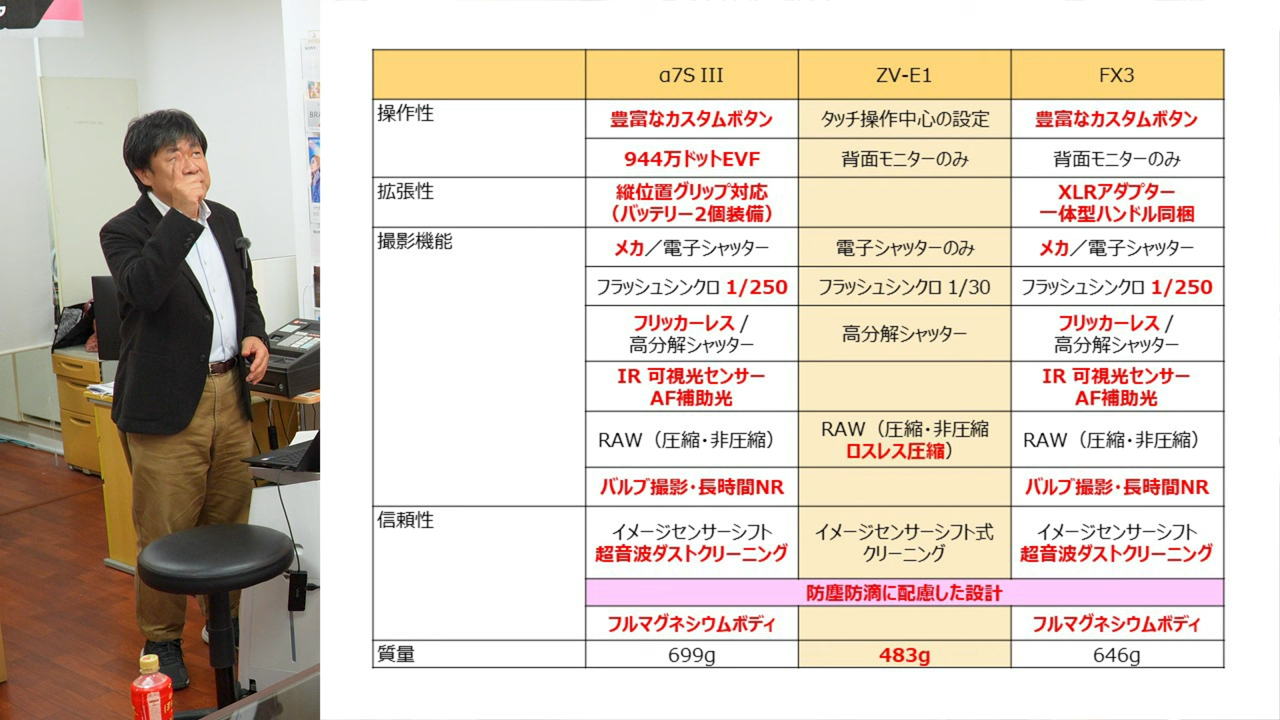 α7S III ZV-E1 FX3
操作性 豊富なカスタムボタン タッチ操作中心の設定 豊富なカスタムボタン
944万ドットEVF 背面モニターのみ 背面モニターのみ
拡張性 縦位置グリップ対応 XLRアダプター
（バッテリー2個装備） 一体型ハンドル同梱
撮影機能 メカ／電子シャッター 電子シャッターのみ メカ／電子シャッター
フラッシュシンクロ 1/250 フラッシュシンクロ 1/30 フラッシュシンクロ 1/250
フリッカーレス / 高分解シャッター フリッカーレス /
高分解シャッター 高分解シャッター
IR 可視光センサー IR 可視光センサー
AF補助光 AF補助光
RAW（圧縮・非圧縮） RAW（圧縮・非圧縮 RAW（圧縮・非圧縮）
ロスレス圧縮）
バルブ撮影・長時間NR バルブ撮影・長時間NR
信頼性 イメージセンサーシフト イメージセンサーシフト式 イメージセンサーシフト
超音波ダストクリーニング クリーニング 超音波ダストクリーニング
防塵防滴に配慮した設計
フルマグネシウムボディ フルマグネシウムボディ
質量 699g 483g 646g